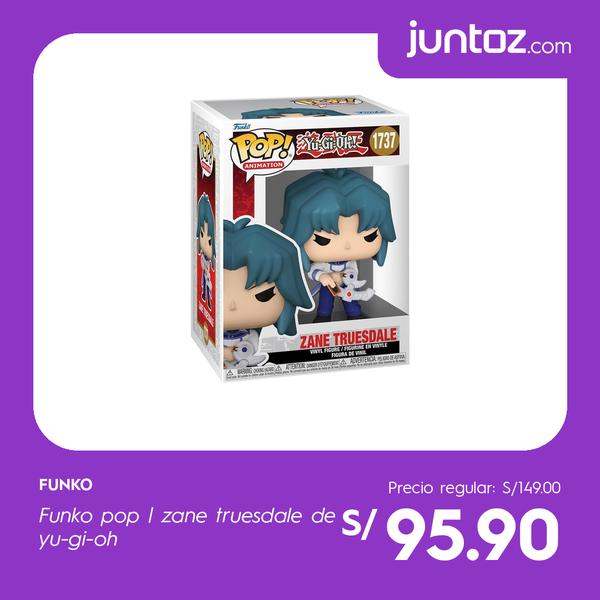 juntoz.com
Funko
POP!
ANIMATION
Yu-Gi-Oh!
1737
ZANE TRUESDALE
VINYL FIGURE / FIGURINE EN VINYLE
FIGURA DE VINIL
FUNKO
Precio regular: S/149.00
Funko pop | zane truesdale de
yu-gi-oh
S/ 95.90